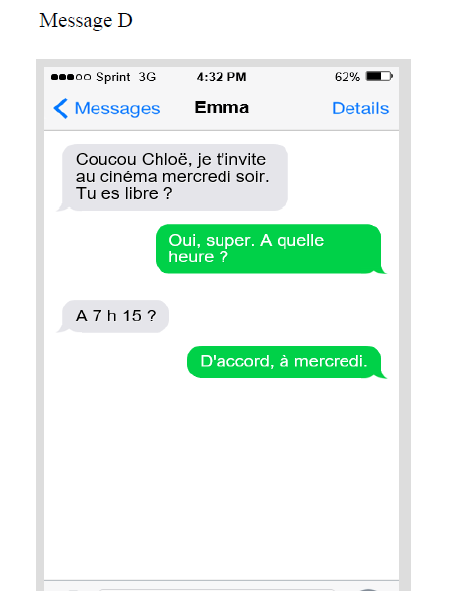 Message D
Sprint 3G 4:32 PM 62%
Messages Emma Details
Coucou Chloë, je t'invite
au cinéma mercredi soir.
Tu es libre ?
Oui, super. A quelle
heure ?
A 7 h 15 ?
D'accord, à mercredi.